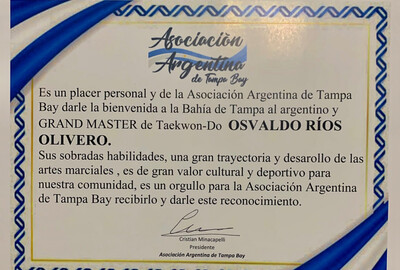 Asociación
Argentina
de Tampa Bay
Es un placer personal y de la Asociación Argentina de Tampa
Bay darle la bienvenida a la Bahía de Tampa al argentino y
GRAND MASTER de Taekwon-Do OSVALDO RÍOS
OLIVERO.
Sus sobradas habilidades, una gran trayectoria y desarollo de las
artes marciales , es de gran valor cultural y deportivo para
nuestra comunidad, es un orgullo para la Asociación Argentina
de Tampa Bay recibirlo y darle este reconocimiento.
Cristian Minacapelli
Presidente
Asociación Argentina de Tampa Bay